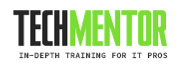 TECHMENTOR
IN-DEPTH TRAINING FOR IT PROS